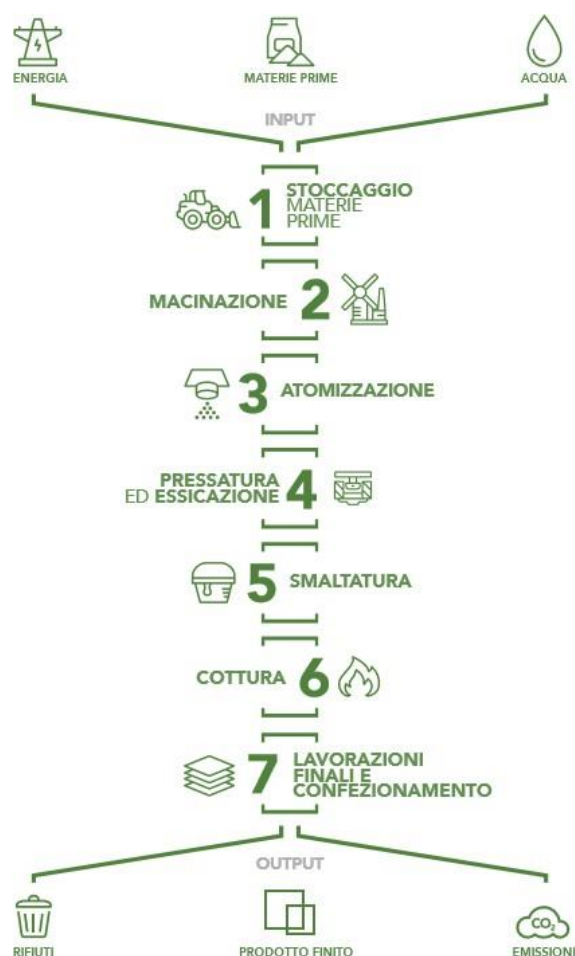 ENERGIA
MATERIE PRIME
ACQUA
INPUT
1
STOCCAGGIO
MATERIE
PRIME
MACINAZIONE 2
3 ATOMIZZAZIONE
PRESSATURA
ED ESSICAZIONE 4
5 SMALTATURA
COTTURA 6
7
LAVORAZIONI
FINALI E
CONFEZIONAMENTO
OUTPUT
CO₂
RIFIUTI
PRODOTTO FINITO
EMISSIONI